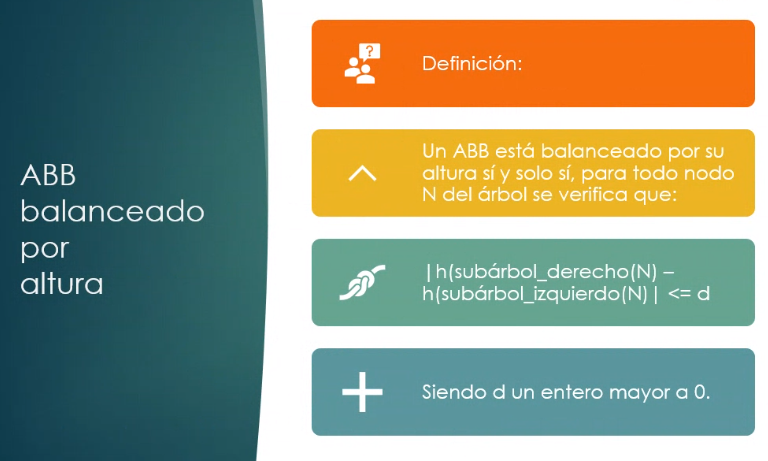 ABB
balanceado
por
altura
?
Definición:
Un ABB está balanceado por su
altura sí y solo sí, para todo nodo
N del árbol se verifica que:
|h(subárbol_derecho(N) –
h(subárbol_izquierdo(N)| <= d
Siendo d un entero mayor a 0.